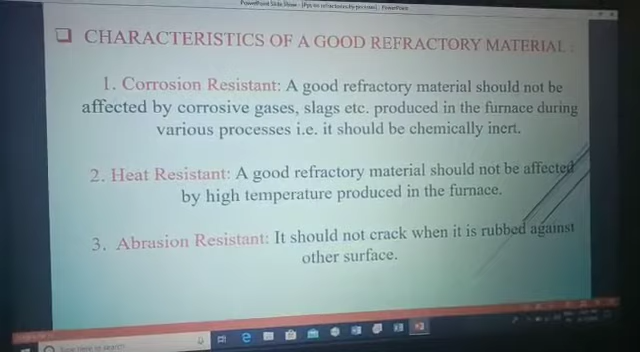 CHARACTERISTICS OF A GOOD REFRACTORY MATERIAL :
1. Corrosion Resistant: A good refractory material should not be
affected by corrosive gases, slags etc. produced in the furnace during
various processes i.e. it should be chemically inert.
2. Heat Resistant: A good refractory material should not be affected
by high temperature produced in the furnace.
3. Abrasion Resistant: It should not crack when it is rubbed against
other surface.